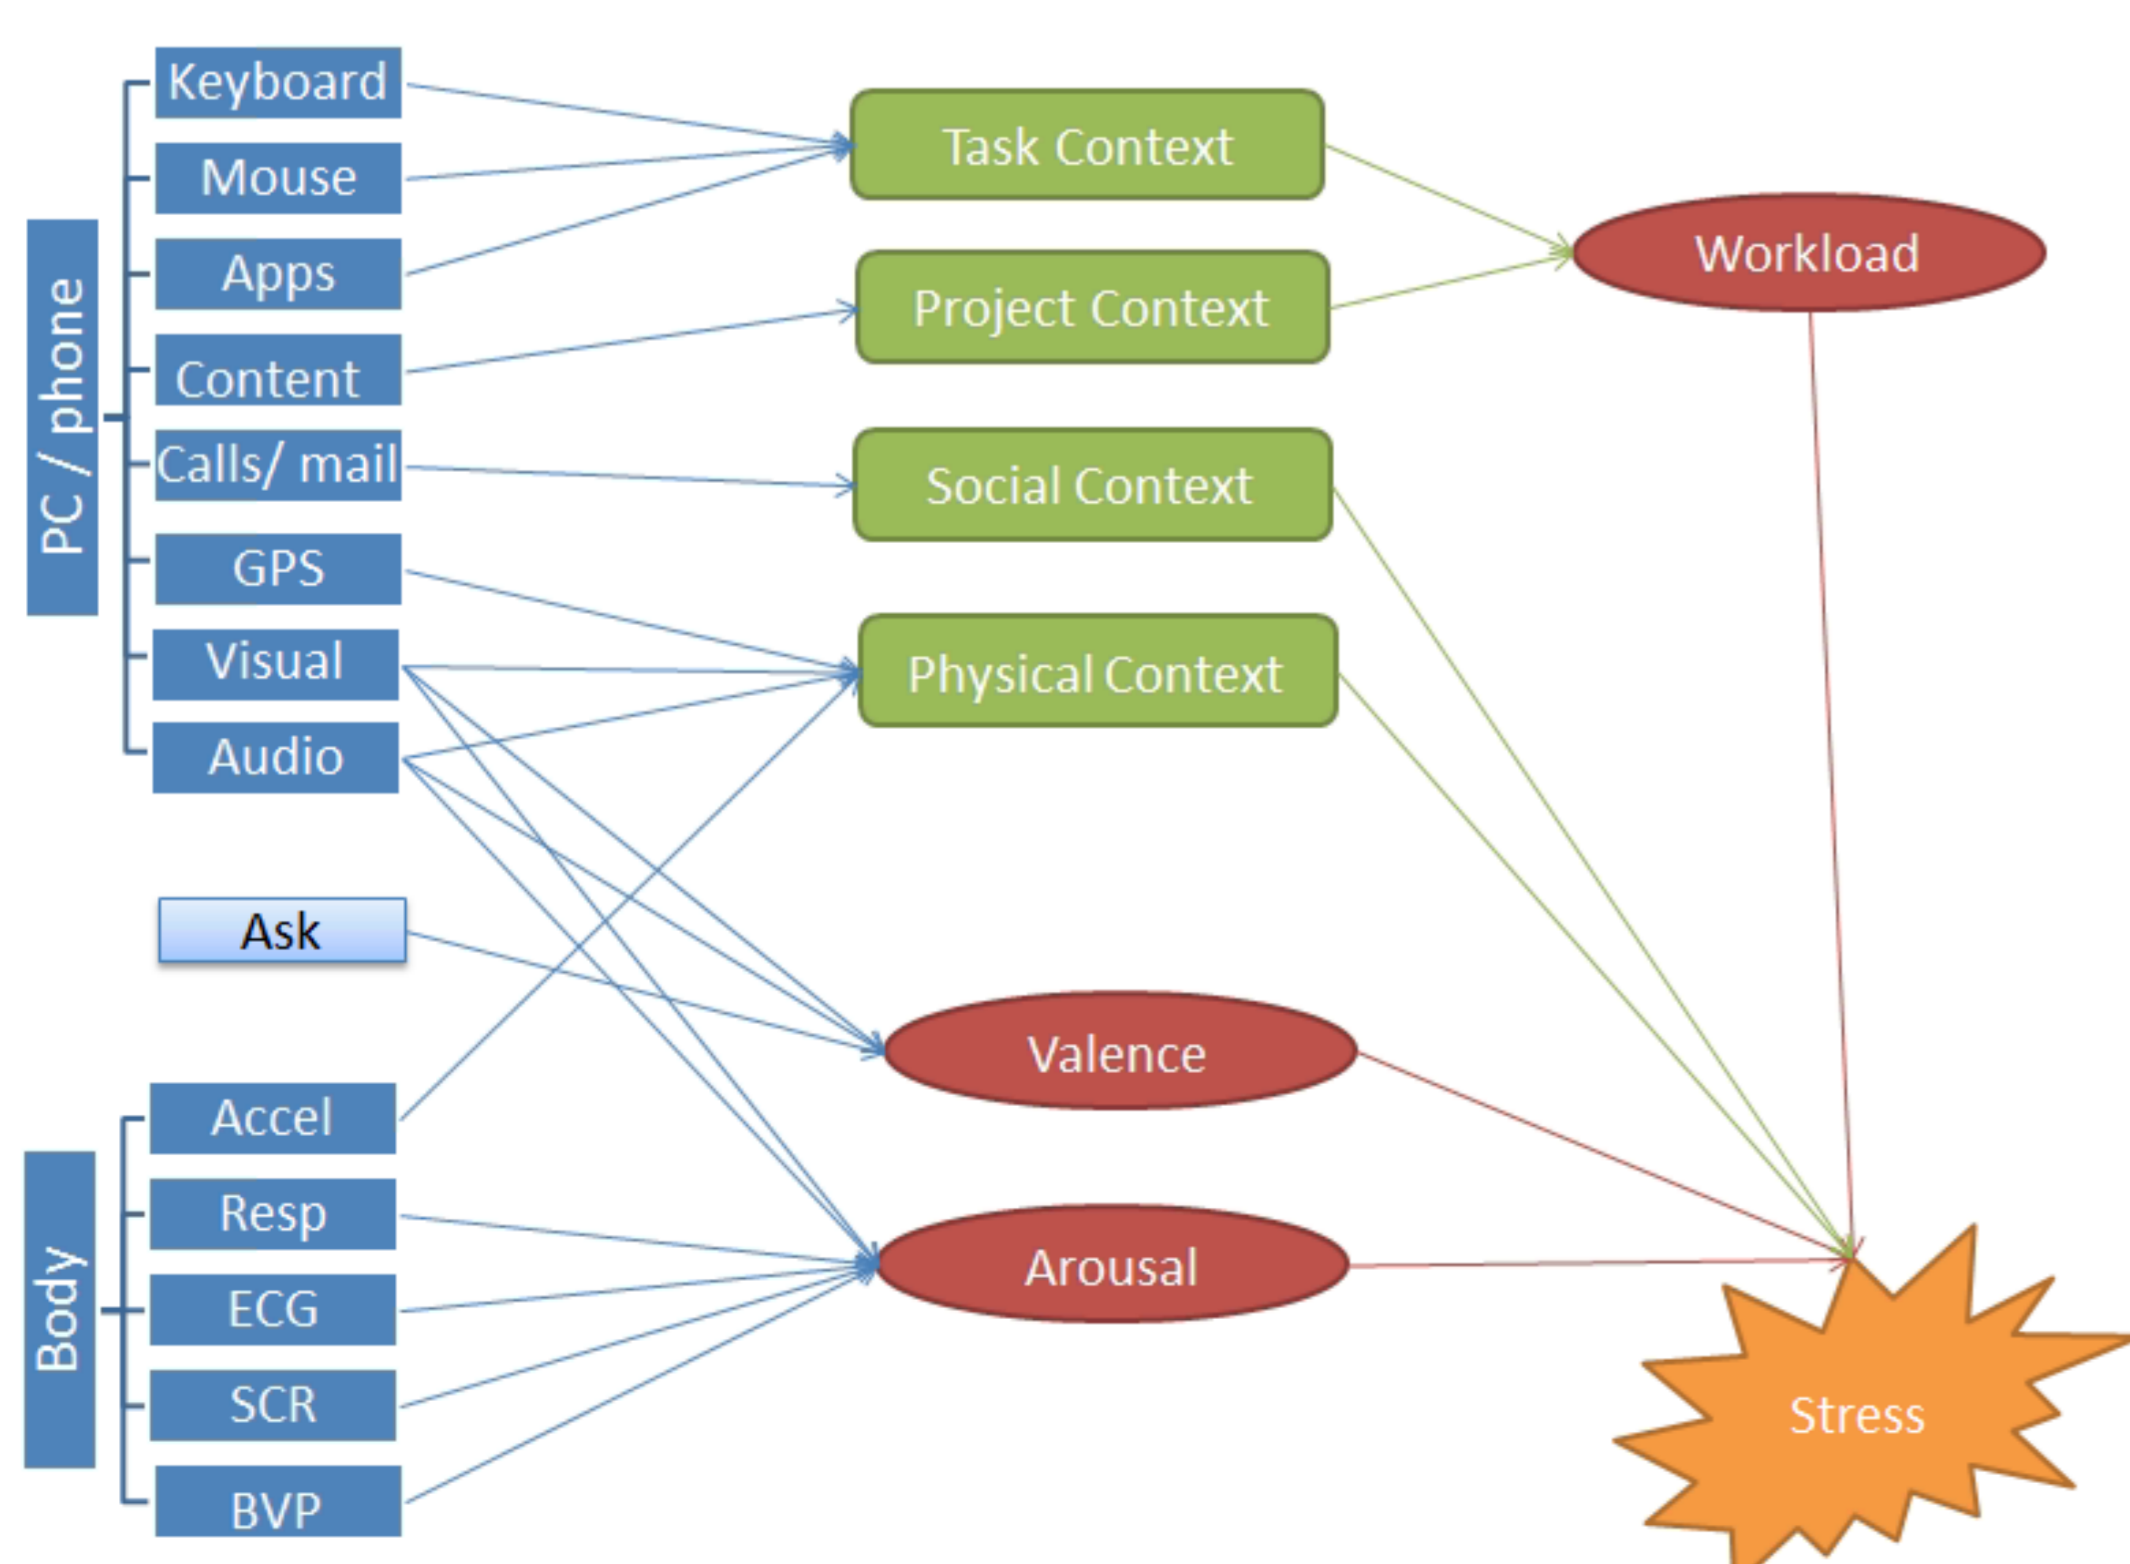 PC / phone
Keyboard
Mouse
Apps
Content
Calls/ mail
GPS
Visual
Audio
Ask
Body
Accel
Resp
ECG
SCR
BVP
Task Context
Project Context
Social Context
Physical Context
Valence
Arousal
Workload
Stress